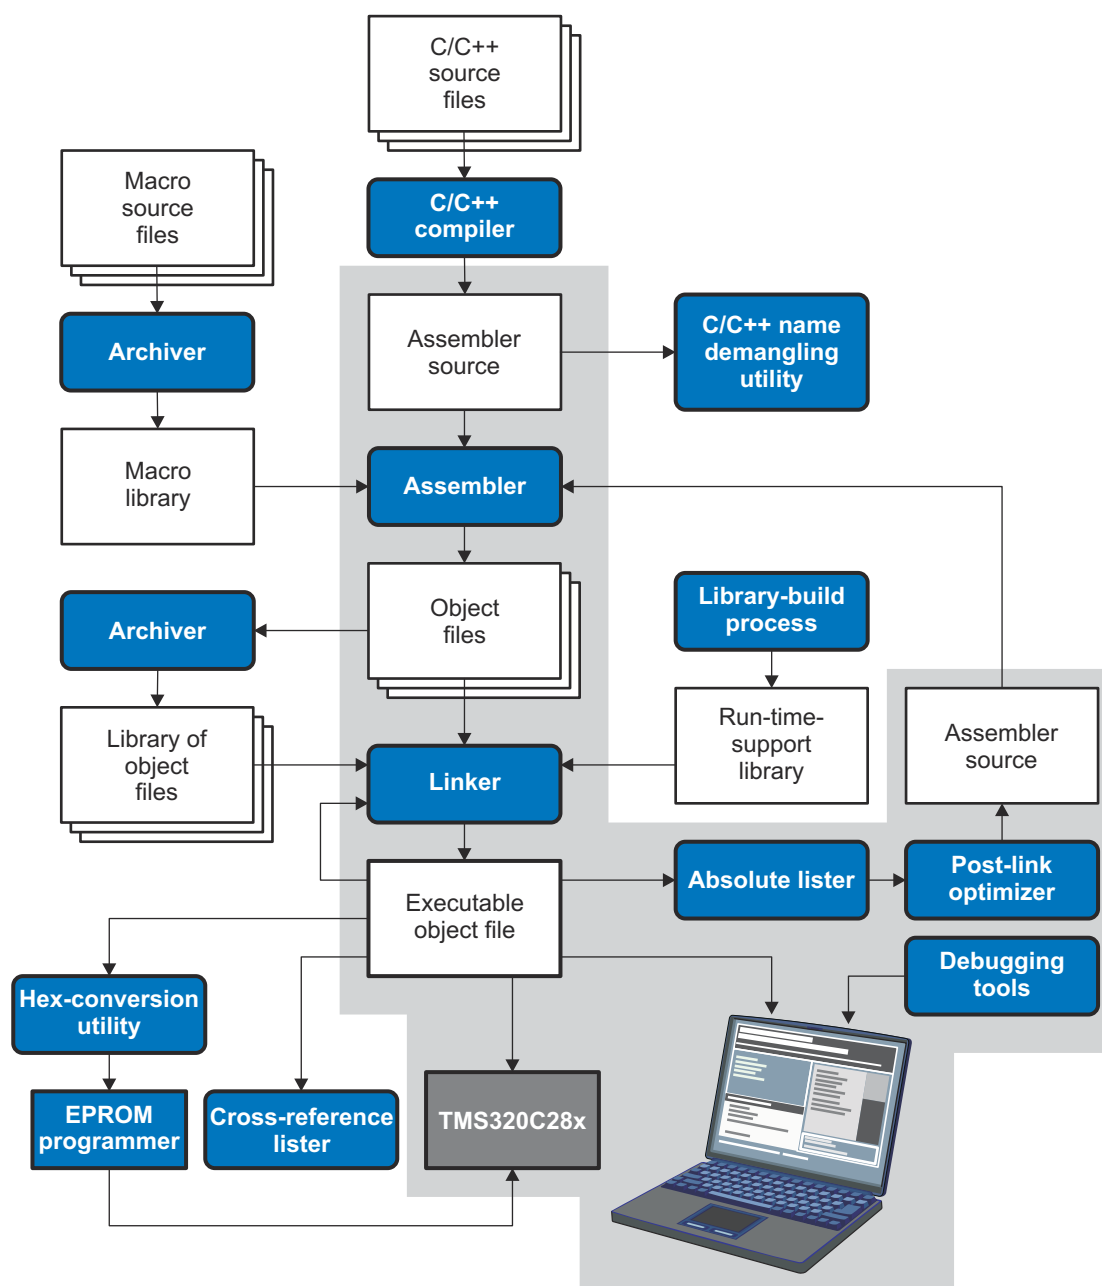 C/C++
source
files
Macro
source
files
C/C++
compiler
Archiver
Assembler
source
C/C++ name
demangling
utility
Macro
library
Assembler
Archiver
Object
files
Library-build
process
Library of
object
files
Linker
Run-time-
support
library
Assembler
source
Executable
object file
Absolute lister
Post-link
optimizer
Debugging
tools
Hex-conversion
utility
EPROM
programmer
Cross-reference
lister
TMS320C28x